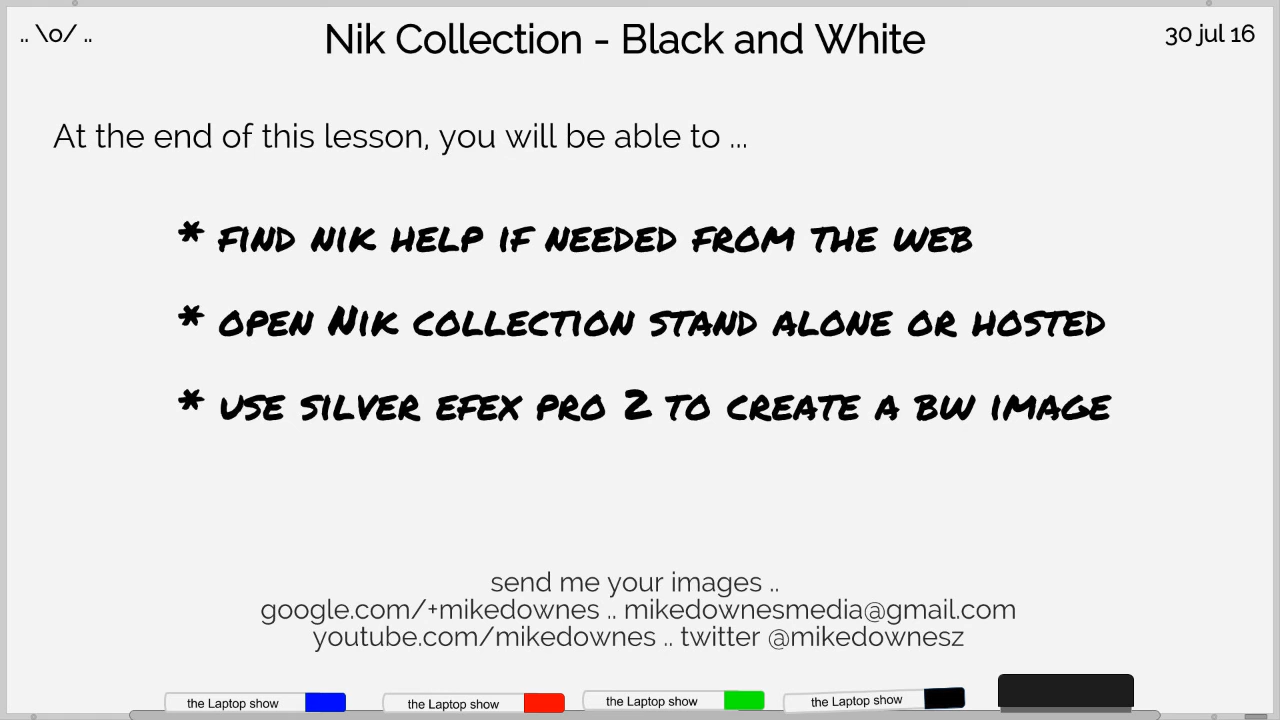 .. \o/ ..
Nik Collection - Black and White
30 jul 16
At the end of this lesson, you will be able to ...
* FIND NIK HELP IF NEEDED FROM THE WEB
* OPEN NIK COLLECTION STAND ALONE OR HOSTED
* USE SILVER EFEX PRO 2 TO CREATE A BW IMAGE
send me your images ..
google.com/+mikedownes .. mikedownesmedia@gmail.com
youtube.com/mikedownes .. twitter @mikedownesz
the Laptop show
the Laptop show
the Laptop show
the Laptop show